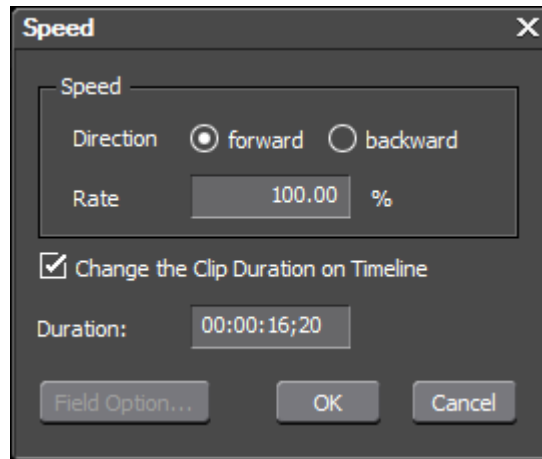 Speed
Speed
Direction forward backward
Rate 100.00 %
Change the Clip Duration on Timeline
Duration: 00:00:16;20
Field Option... OK Cancel